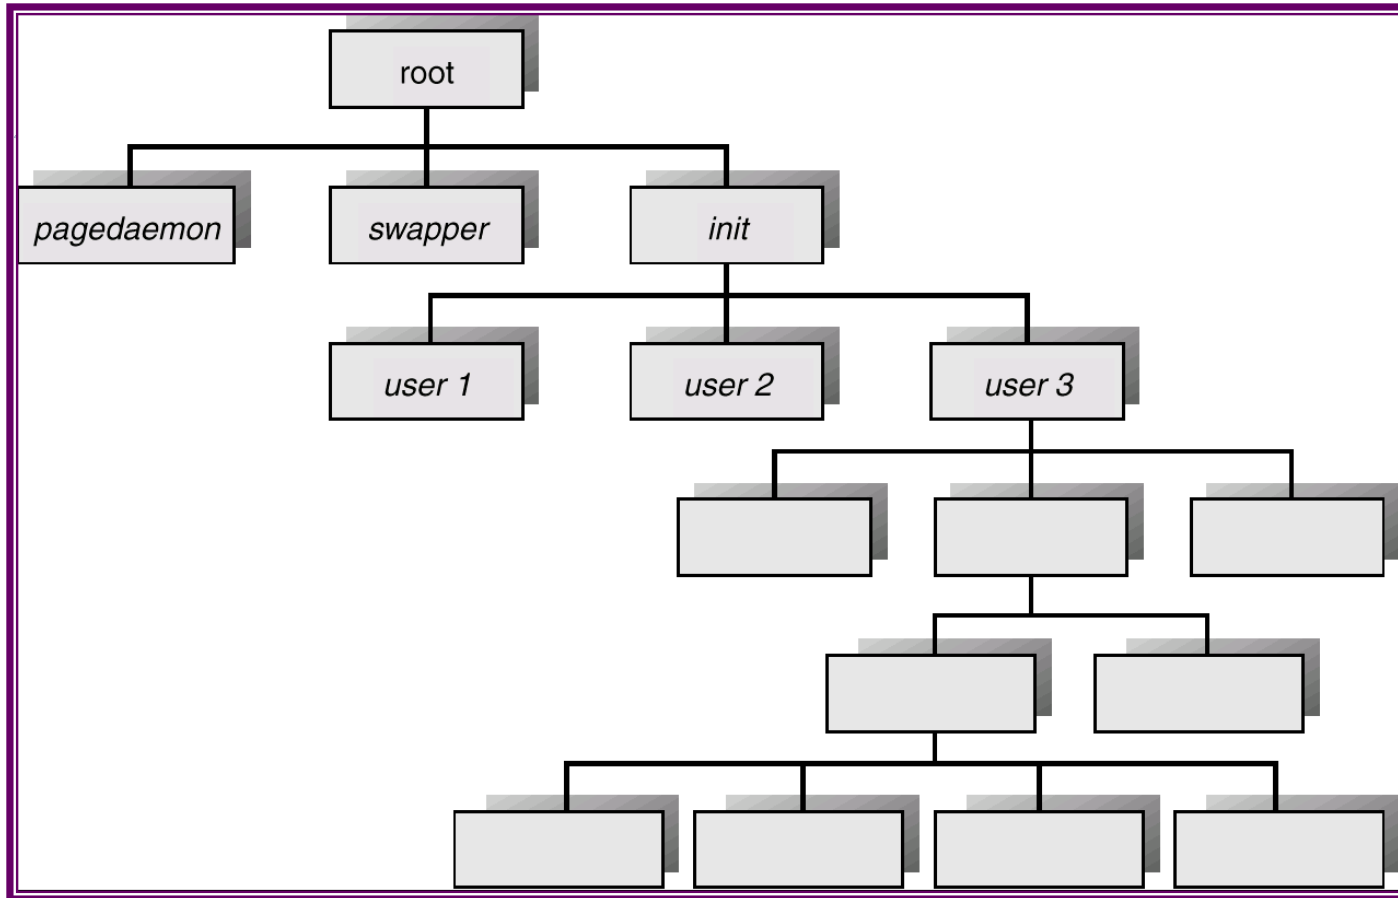 root
pagedaemon
swapper
init
user 1
user 2
user 3